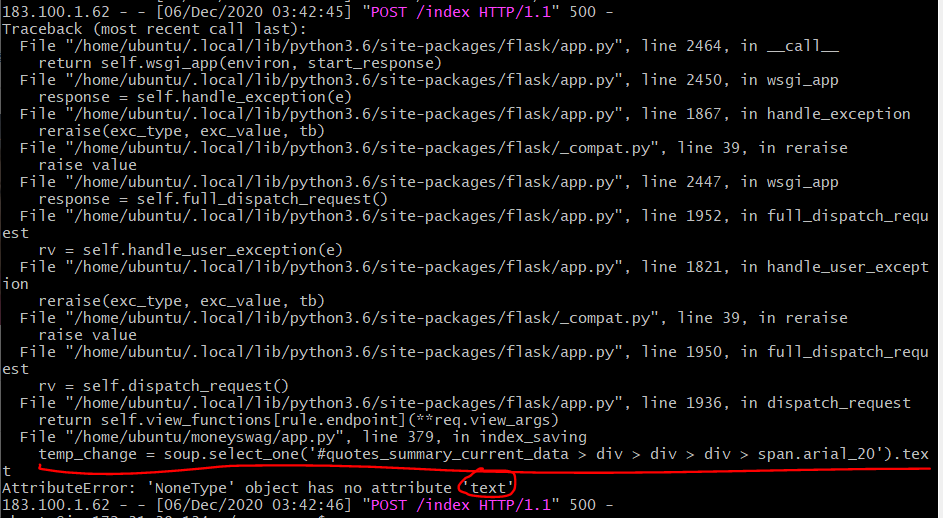 183.100.1.62 - - [06/Dec/2020 03:42:45] "POST /index HTTP/1.1" 500 -
Traceback (most recent call last):
  File "/home/ubuntu/.local/lib/python3.6/site-packages/flask/app.py", line 2464, in __call__
    return self.wsgi_app(environ, start_response)
  File "/home/ubuntu/.local/lib/python3.6/site-packages/flask/app.py", line 2450, in wsgi_app
    response = self.handle_exception(e)
  File "/home/ubuntu/.local/lib/python3.6/site-packages/flask/app.py", line 1867, in handle_exception
    reraise(exc_type, exc_value, tb)
  File "/home/ubuntu/.local/lib/python3.6/site-packages/flask/_compat.py", line 39, in reraise
    raise value
  File "/home/ubuntu/.local/lib/python3.6/site-packages/flask/app.py", line 2447, in wsgi_app
    response = self.full_dispatch_request()
  File "/home/ubuntu/.local/lib/python3.6/site-packages/flask/app.py", line 1952, in full_dispatch_requ
est
    rv = self.handle_user_exception(e)
  File "/home/ubuntu/.local/lib/python3.6/site-packages/flask/app.py", line 1821, in handle_user_except
ion
    reraise(exc_type, exc_value, tb)
  File "/home/ubuntu/.local/lib/python3.6/site-packages/flask/_compat.py", line 39, in reraise
    raise value
  File "/home/ubuntu/.local/lib/python3.6/site-packages/flask/app.py", line 1950, in full_dispatch_requ
est
    rv = self.dispatch_request()
  File "/home/ubuntu/.local/lib/python3.6/site-packages/flask/app.py", line 1936, in dispatch_request
    return self.view_functions[rule.endpoint](**req.view_args)
  File "/home/ubuntu/moneyswag/app.py", line 379, in index_saving
    temp_change = soup.select_one('#quotes_summary_current_data > div > div > div > span.arial_20').tex
t
AttributeError: 'NoneType' object has no attribute 'text'
183.100.1.62 - - [06/Dec/2020 03:42:46] "POST /index HTTP/1.1" 500 -